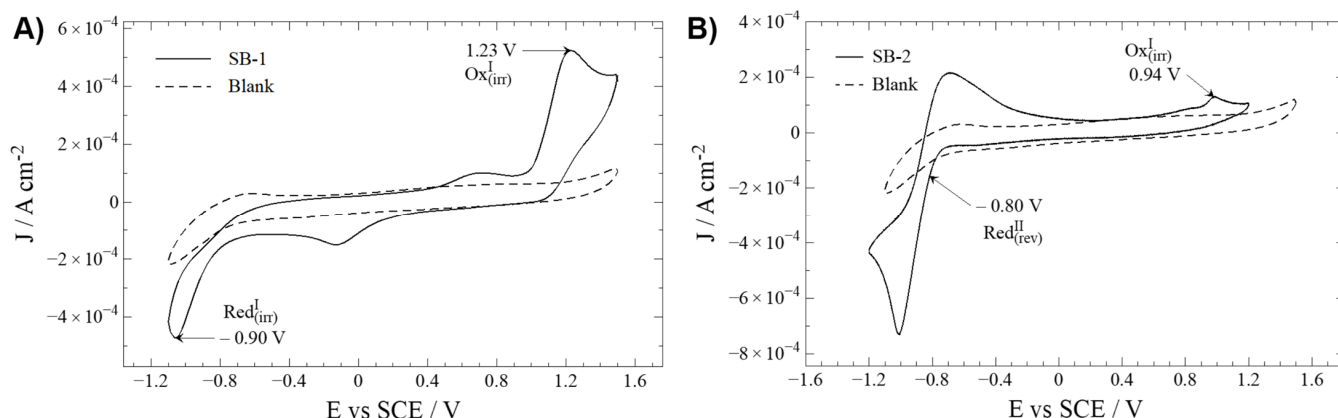 A)
6 × 10⁻⁴
4 × 10⁻⁴
2 × 10⁻⁴
0
−2 × 10⁻⁴
−4 × 10⁻⁴
J / A cm⁻²
SB-1
Blank
1.23 V
Ox^I_(irr)
Red^I_(irr)
− 0.90 V
−1.2 −0.8 −0.4 0 0.4 0.8 1.2 1.6
E vs SCE / V
B)
4 × 10⁻⁴
2 × 10⁻⁴
0
−2 × 10⁻⁴
−4 × 10⁻⁴
−6 × 10⁻⁴
−8 × 10⁻⁴
J / A cm⁻²
SB-2
Blank
Ox^I_(irr)
0.94 V
− 0.80 V
Red^II_(rev)
−1.6 −1.2 −0.8 −0.4 0 0.4 0.8 1.2 1.6
E vs SCE / V